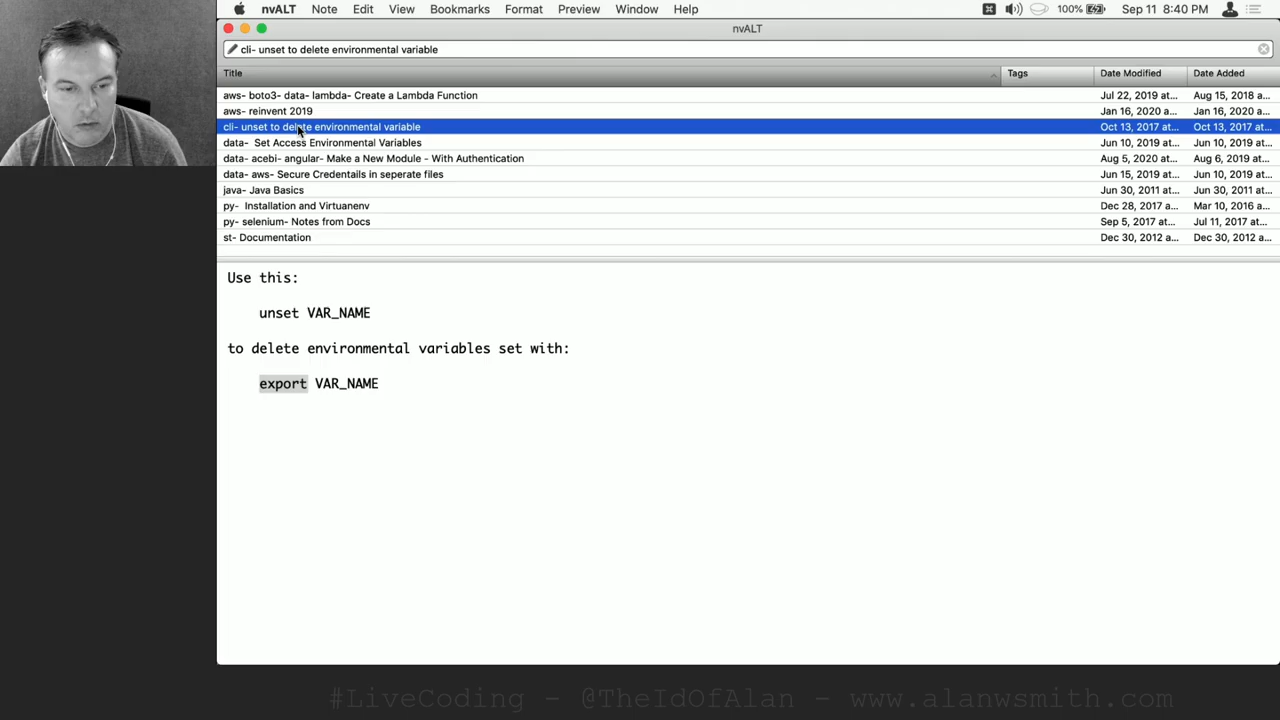 nvALT Note Edit View Bookmarks Format Preview Window Help 100% Sep 11 8:40 PM
nvALT
cli- unset to delete environmental variable
Title Tags Date Modified Date Added
aws- boto3- data- lambda- Create a Lambda Function Jul 22, 2019 at... Aug 15, 2018 a...
aws- reinvent 2019 Jan 16, 2020 a... Jan 16, 2020 a...
cli- unset to delete environmental variable Oct 13, 2017 at... Oct 13, 2017 at...
data- Set Access Environmental Variables Jun 10, 2019 at... Jun 10, 2019 at...
data- acebi- angular- Make a New Module - With Authentication Aug 5, 2020 at... Aug 6, 2019 at...
data- aws- Secure Credentials in seperate files Jun 15, 2019 at... Jun 10, 2019 at...
java- Java Basics Jun 30, 2011 at... Jun 30, 2011 at...
py- Installation and Virtuanenv Dec 28, 2017 a... Mar 10, 2016 a...
py- selenium- Notes from Docs Sep 5, 2017 at... Jul 11, 2017 at...
st- Documentation Dec 30, 2012 a... Dec 30, 2012 a...
Use this:
unset VAR_NAME
to delete environmental variables set with:
export VAR_NAME
#LiveCoding - @TheIdOfAlan - www.alanwsmith.com